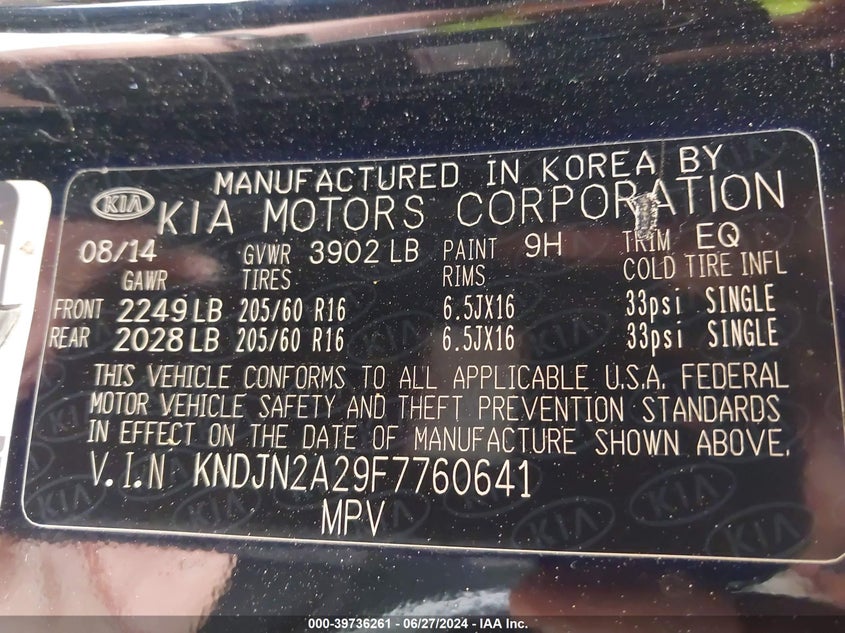 MANUFACTURED IN KOREA BY
KIA KIA MOTORS CORPORATION
08/14 GVWR 3902 LB PAINT 9H TRIM EQ
GAWR TIRES RIMS COLD TIRE INFL
FRONT 2249 LB 205/60 R16 6.5JX16 33psi SINGLE
REAR 2028 LB 205/60 R16 6.5JX16 33psi SINGLE
THIS VEHICLE CONFORMS TO ALL APPLICABLE U.S.A. FEDERAL
MOTOR VEHICLE SAFETY AND THEFT PREVENTION STANDARDS
IN EFFECT ON THE DATE OF MANUFACTURE SHOWN ABOVE.
V.I.N KNDJN2A29F7760641
MPV
000-39736261 - 06/27/2024 - IAA Inc.